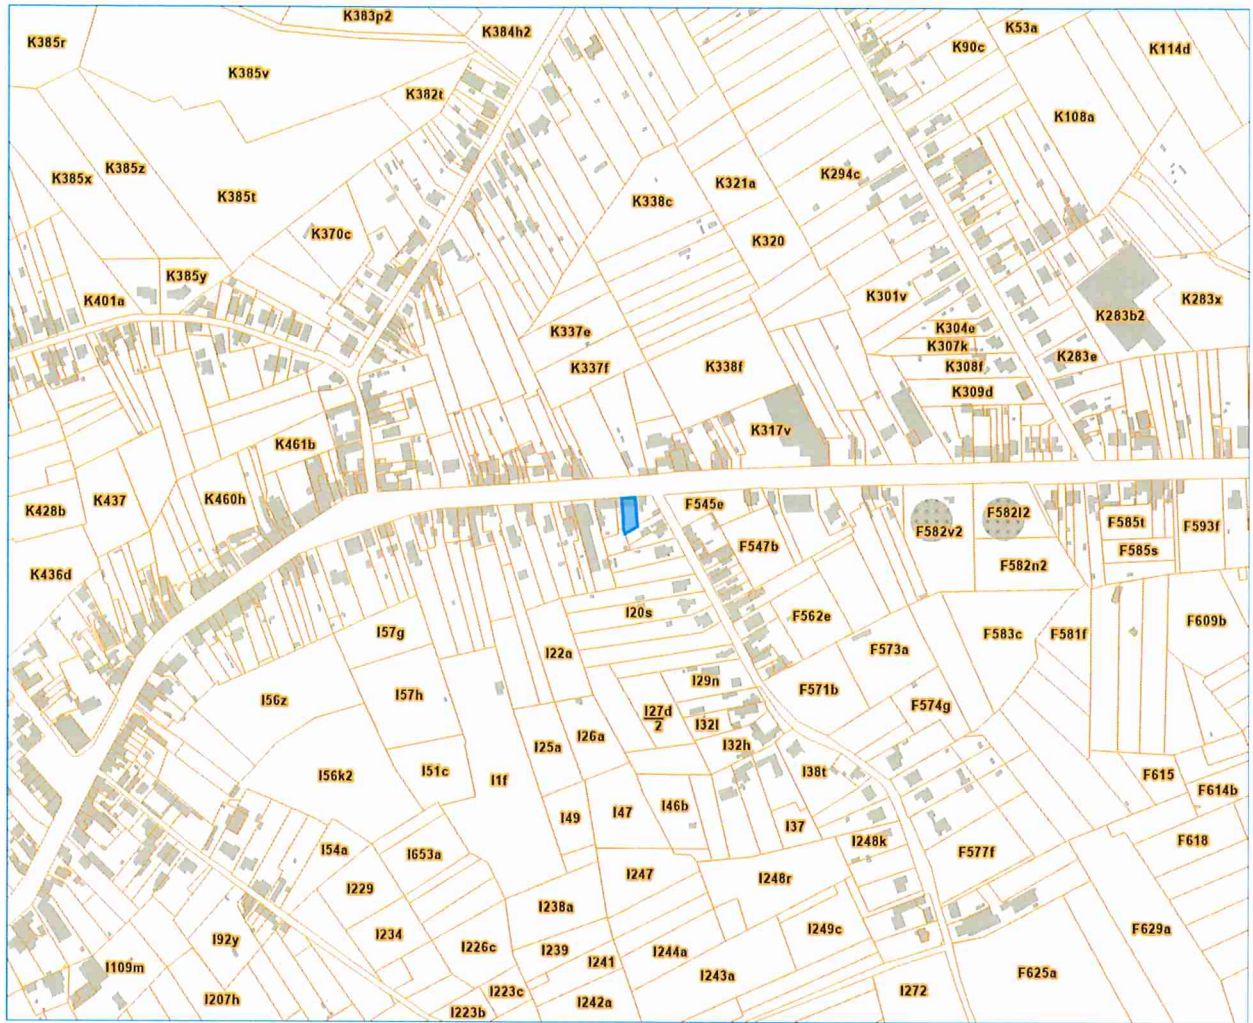 K383p2
K384h2
K53a
K385r
K90c
K114d
K385v
K382t
K108a
K385z
K385x
K385t
K338c
K321a
K294c
K370c
K320
K385y
K401a
K301v
K283x
K337e
K304e
K283b2
K307k
K283e
K337f
K338f
K308f
K309d
K461b
K317v
K437
K460h
K428b
F545e
F582v2
F582l2
F585t
F593f
F547b
F585s
K436d
F582n2
I20s
F562e
I57g
F583c
F581f
F609b
I22a
F573a
I29n
F571b
I57h
I56z
I27d
2
I32l
F574g
I25a
I26a
I32h
I56k2
I51c
I1f
I38t
F615
F614b
I49
I47
I46b
I37
I248k
F618
I54a
I653a
F577f
I229
I247
I248r
I238a
I234
I249c
F629a
I92y
I226c
I239
I241
I244a
I109m
I243a
F625a
I207h
I223c
I223b
I242a
I272